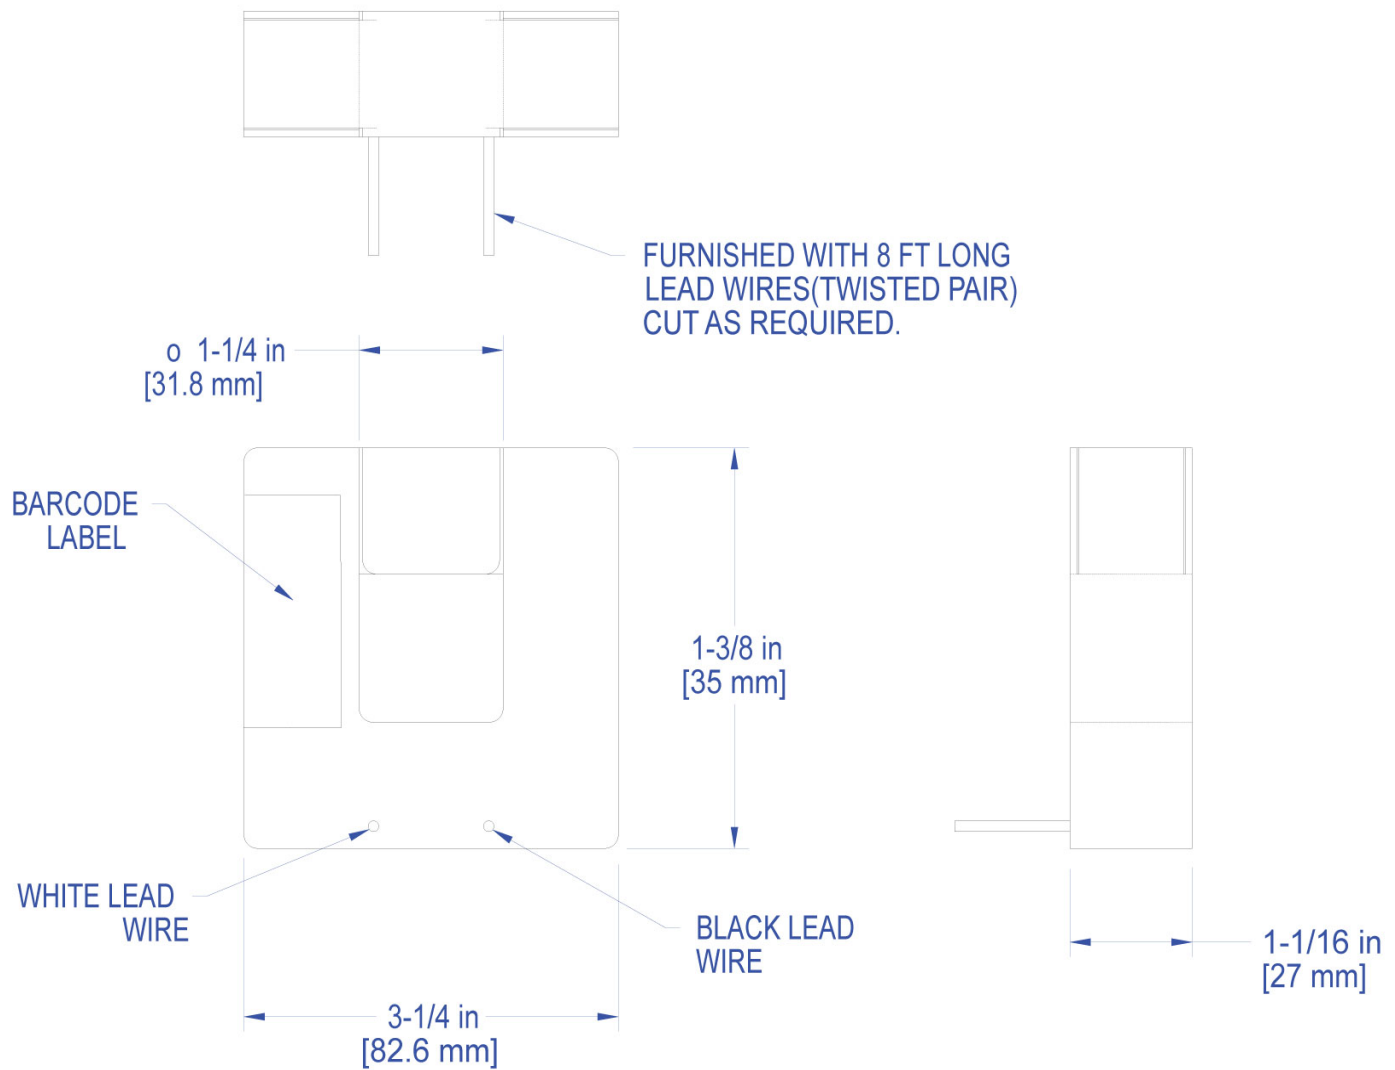 FURNISHED WITH 8 FT LONG
LEAD WIRES(TWISTED PAIR)
CUT AS REQUIRED.
o 1-1/4 in
[31.8 mm]
BARCODE
LABEL
1-3/8 in
[35 mm]
WHITE LEAD
WIRE
BLACK LEAD
WIRE
1-1/16 in
[27 mm]
3-1/4 in
[82.6 mm]